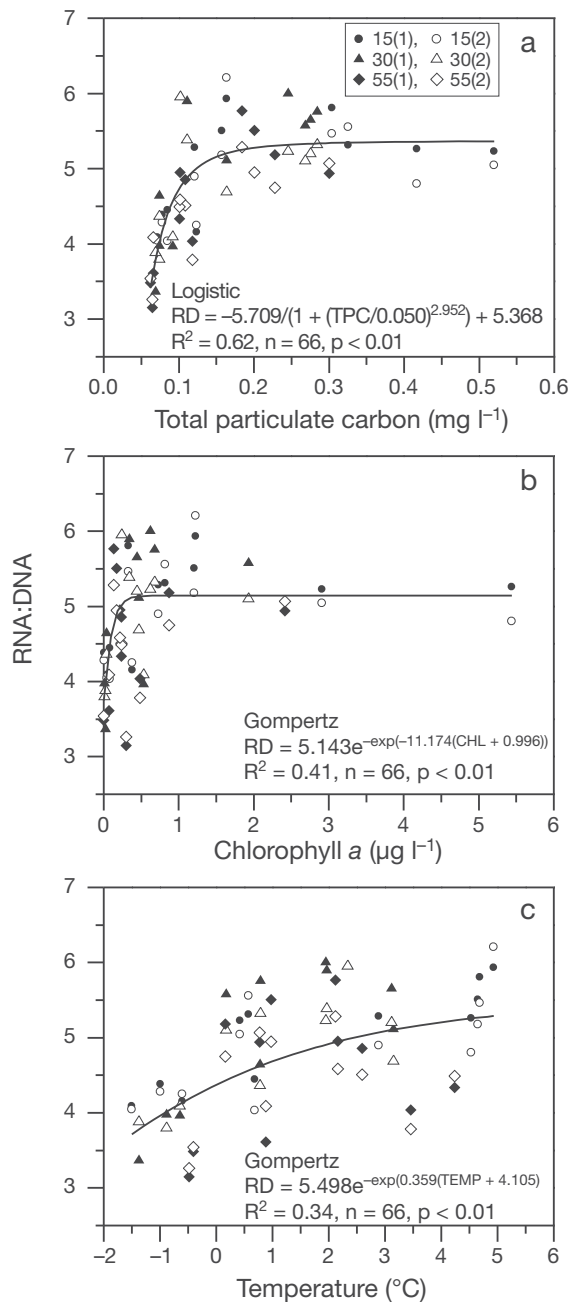 7
6
5
4
3
a
15(1), 15(2)
30(1), 30(2)
55(1), 55(2)
Logistic
RD = –5.709/(1 + (TPC/0.050)^2.952) + 5.368
R² = 0.62, n = 66, p < 0.01
0.0 0.1 0.2 0.3 0.4 0.5 0.6
Total particulate carbon (mg l⁻¹)
RNA:DNA
7
6
5
4
3
b
Gompertz
RD = 5.143e^–exp(–11.174(CHL + 0.996))
R² = 0.41, n = 66, p < 0.01
0 1 2 3 4 5 6
Chlorophyll a (µg l⁻¹)
7
6
5
4
3
c
Gompertz
RD = 5.498e^–exp(0.359(TEMP + 4.105)
R² = 0.34, n = 66, p < 0.01
–2 –1 0 1 2 3 4 5 6
Temperature (°C)